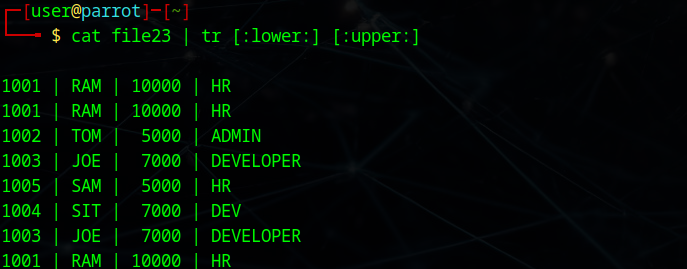 ┌─[user@parrot]─[~]
└──╼ $ cat file23 | tr [:lower:] [:upper:]

1001 | RAM | 10000 | HR
1001 | RAM | 10000 | HR
1002 | TOM |  5000 | ADMIN
1003 | JOE |  7000 | DEVELOPER
1005 | SAM |  5000 | HR
1004 | SIT |  7000 | DEV
1003 | JOE |  7000 | DEVELOPER
1001 | RAM | 10000 | HR